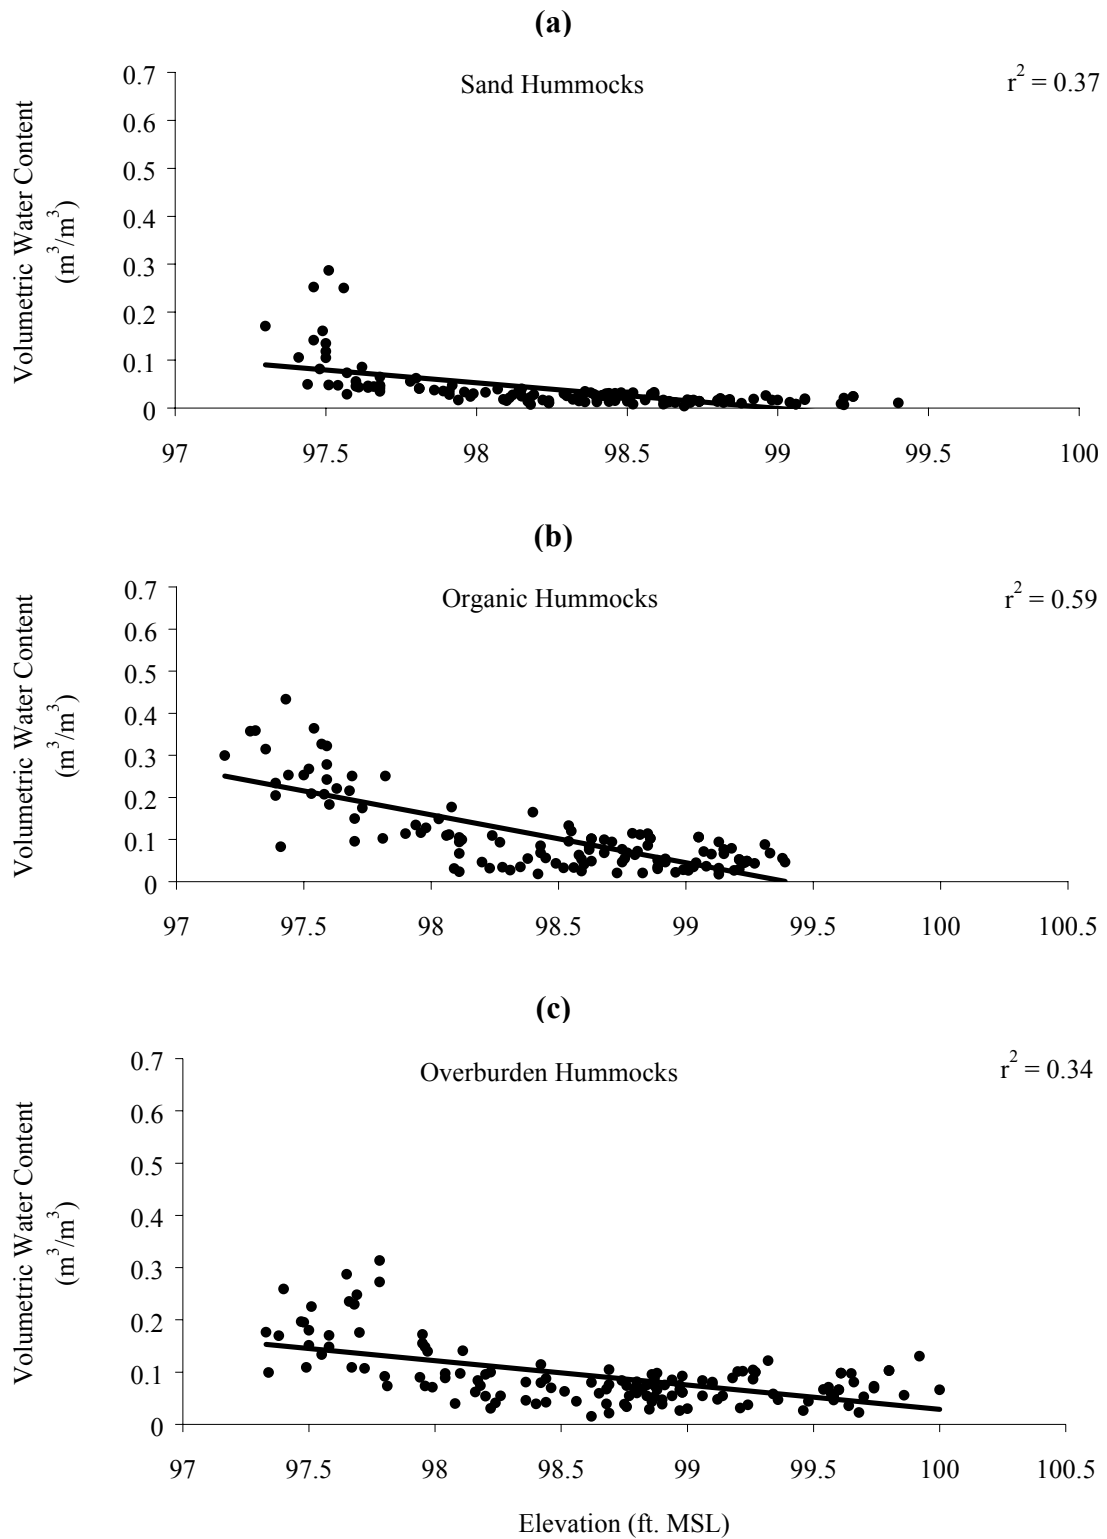 (a)
Sand Hummocks
r² = 0.37
Volumetric Water Content
(m³/m³)
0.7
0.6
0.5
0.4
0.3
0.2
0.1
0
97 97.5 98 98.5 99 99.5 100
(b)
Organic Hummocks
r² = 0.59
Volumetric Water Content
(m³/m³)
0.7
0.6
0.5
0.4
0.3
0.2
0.1
0
97 97.5 98 98.5 99 99.5 100 100.5
(c)
Overburden Hummocks
r² = 0.34
Volumetric Water Content
(m³/m³)
0.7
0.6
0.5
0.4
0.3
0.2
0.1
0
97 97.5 98 98.5 99 99.5 100 100.5
Elevation (ft. MSL)